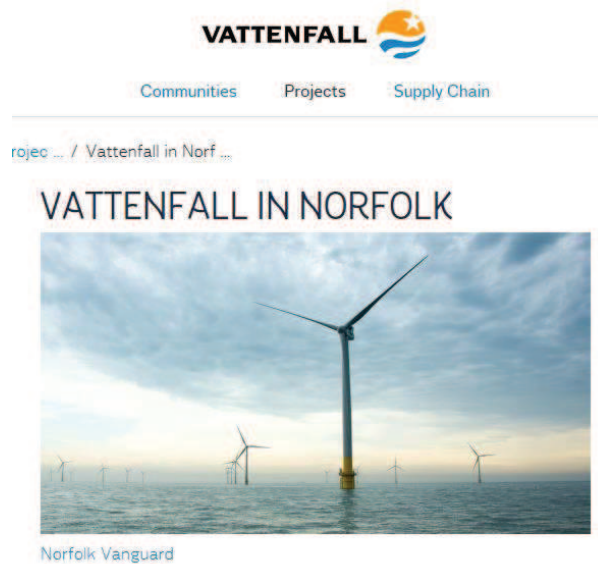 VATTENFALL
Communities Projects Supply Chain
rojec ... / Vattenfall in Norf ...
VATTENFALL IN NORFOLK
Norfolk Vanguard